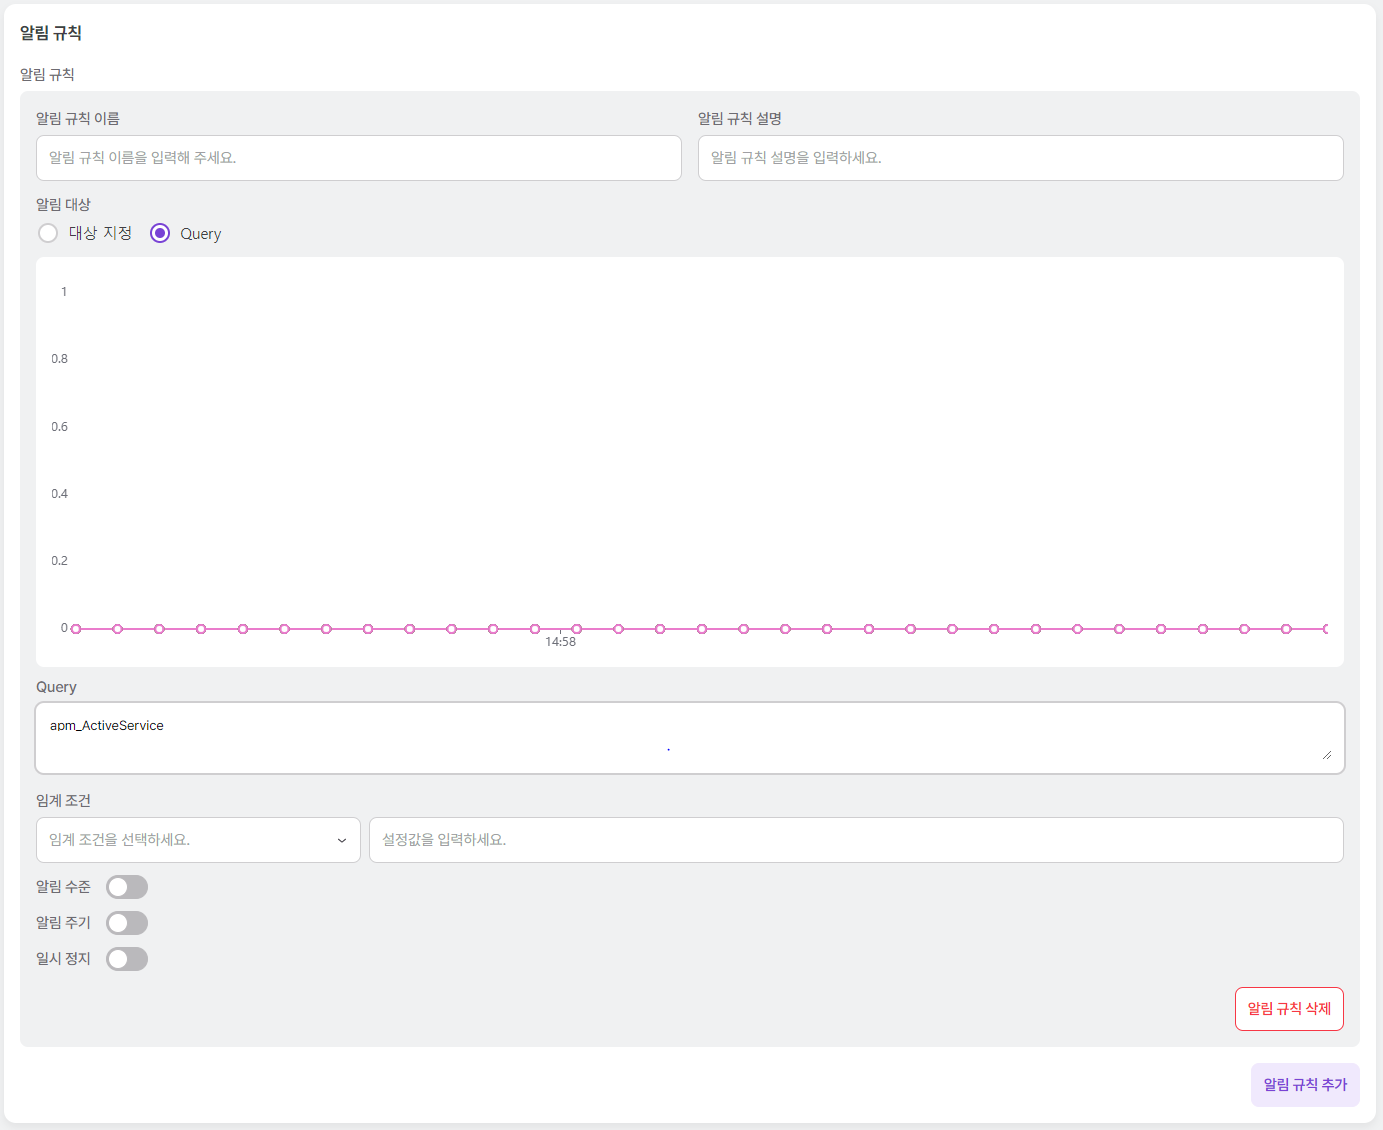 알림 규칙
알림 규칙
알림 규칙 이름
알림 규칙 설명
알림 규칙 이름을 입력해 주세요.
알림 규칙 설명을 입력하세요.
알림 대상
대상 지정
Query
1
0.8
0.6
0.4
0.2
0
14:58
Query
apm_ActiveService
임계 조건
임계 조건을 선택하세요.
설정값을 입력하세요.
알림 수준
알림 주기
일시 정지
알림 규칙 삭제
알림 규칙 추가